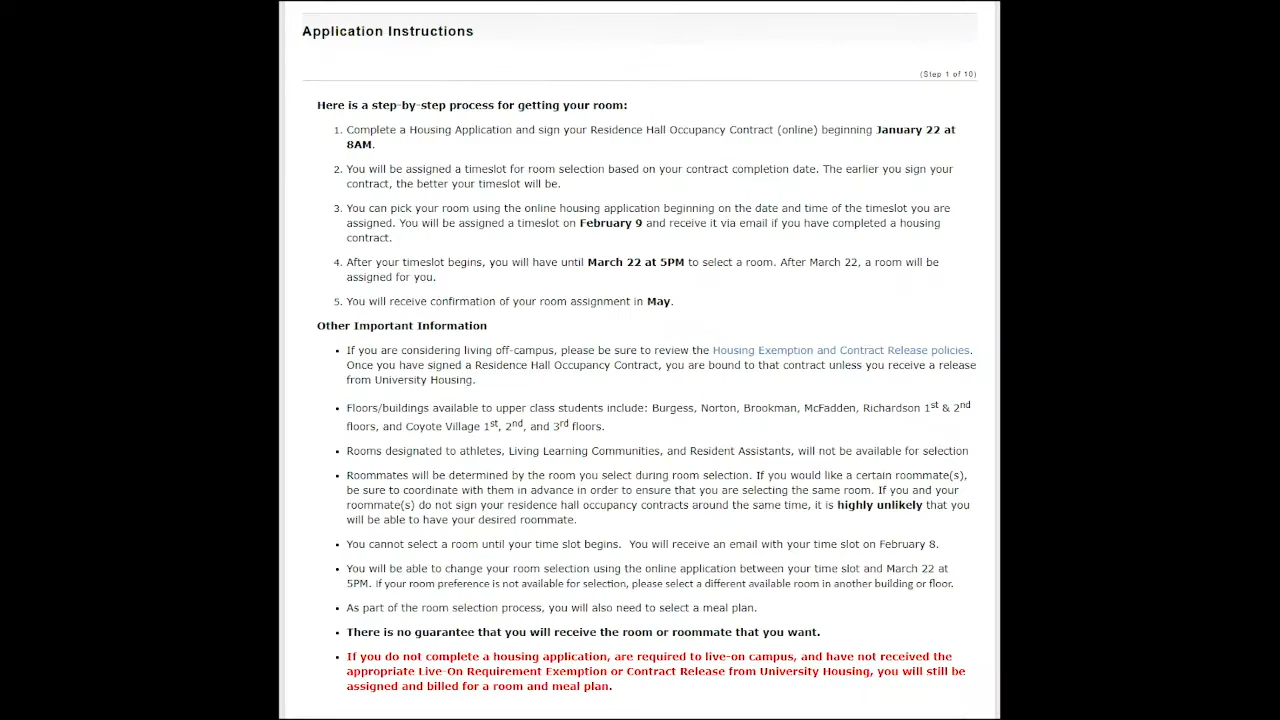 Application Instructions
(Step 1 of 10)
Here is a step-by-step process for getting your room:
1. Complete a Housing Application and sign your Residence Hall Occupancy Contract (online) beginning January 22 at
8AM.
2. You will be assigned a timeslot for room selection based on your contract completion date. The earlier you sign your
contract, the better your timeslot will be.
3. You can pick your room using the online housing application beginning on the date and time of the timeslot you are
assigned. You will be assigned a timeslot on February 9 and receive it via email if you have completed a housing
contract.
4. After your timeslot begins, you will have until March 22 at 5PM to select a room. After March 22, a room will be
assigned for you.
5. You will receive confirmation of your room assignment in May.
Other Important Information
• If you are considering living off-campus, please be sure to review the Housing Exemption and Contract Release policies.
Once you have signed a Residence Hall Occupancy Contract, you are bound to that contract unless you receive a release
from University Housing.
• Floors/buildings available to upper class students include: Burgess, Norton, Brookman, McFadden, Richardson 1st & 2nd
floors, and Coyote Village 1st, 2nd, and 3rd floors.
• Rooms designated to athletes, Living Learning Communities, and Resident Assistants, will not be available for selection
• Roommates will be determined by the room you select during room selection. If you would like a certain roommate(s),
be sure to coordinate with them in advance in order to ensure that you are selecting the same room. If you and your
roommate(s) do not sign your residence hall occupancy contracts around the same time, it is highly unlikely that you
will be able to have your desired roommate.
• You cannot select a room until your time slot begins. You will receive an email with your time slot on February 8.
• You will be able to change your room selection using the online application between your time slot and March 22 at
5PM. If your room preference is not available for selection, please select a different available room in another building or floor.
• As part of the room selection process, you will also need to select a meal plan.
• There is no guarantee that you will receive the room or roommate that you want.
• If you do not complete a housing application, are required to live-on campus, and have not received the
appropriate Live-On Requirement Exemption or Contract Release from University Housing, you will still be
assigned and billed for a room and meal plan.